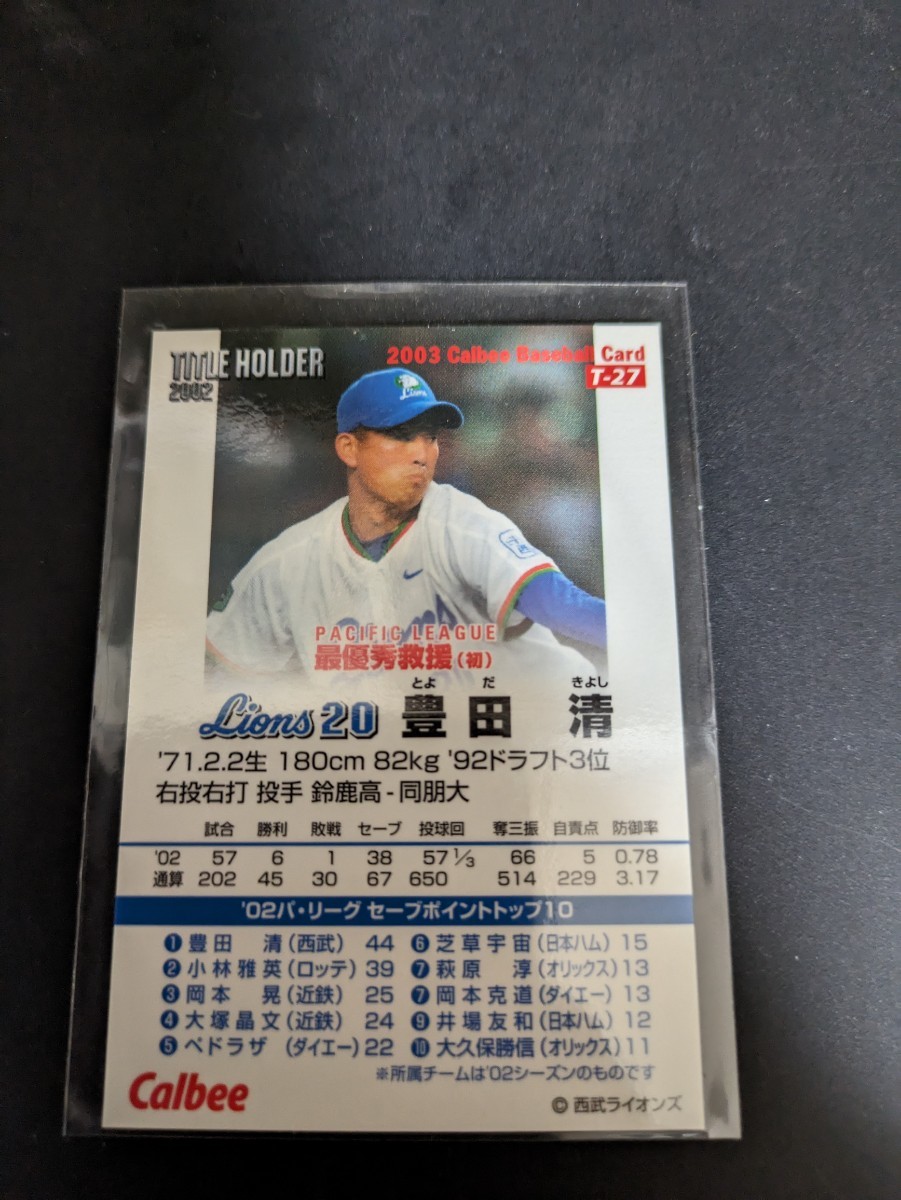 TITLE HOLDER
2002
2003 Calbee Baseball Card
T-27
Lions
PACIFIC LEAGUE
最優秀救援(初)
とよ だ きよし
Lions 20 豊田 清
'71.2.2生 180cm 82kg '92ドラフト3位
右投右打 投手 鈴鹿高-同朋大
試合 勝利 敗戦 セーブ 投球回 奪三振 自責点 防御率
'02 57 6 1 38 57 1/3 66 5 0.78
通算 202 45 30 67 650 514 229 3.17
'02パ・リーグ セーブポイントトップ10
❶ 豊田 清(西武) 44 ❻ 芝草宇宙(日本ハム) 15
❷ 小林雅英(ロッテ) 39 ❼ 萩原 淳(オリックス) 13
❸ 岡本 晃(近鉄) 25 ❼ 岡本克道(ダイエー) 13
❹ 大塚晶文(近鉄) 24 ❾ 井場友和(日本ハム) 12
❺ ペドラザ (ダイエー) 22 ❿ 大久保勝信(オリックス) 11
※所属チームは'02シーズンのものです
Calbee
© 西武ライオンズ